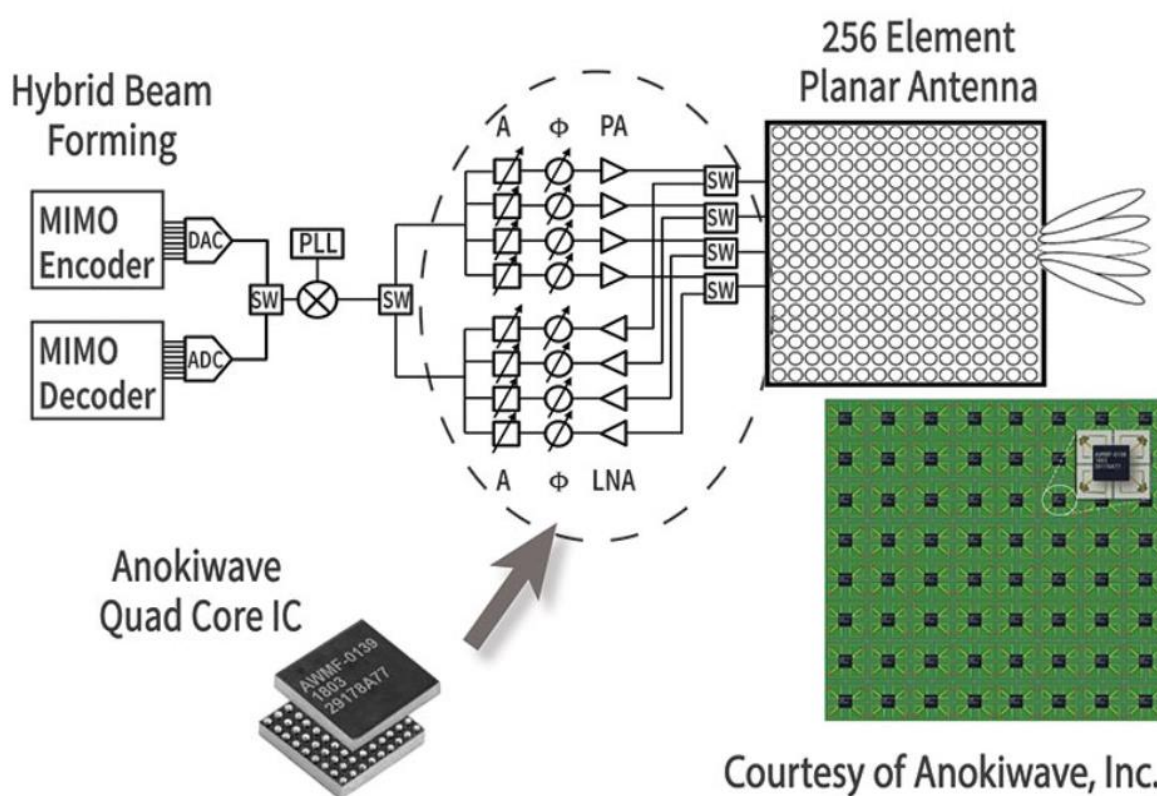 Hybrid Beam
Forming
256 Element
Planar Antenna
A Φ PA
MIMO
Encoder
DAC
PLL
SW
SW
SW
SW
SW
SW
MIMO
Decoder
ADC
A Φ LNA
Anokiwave
Quad Core IC
AWMF-0139
1803
29178A77
Courtesy of Anokiwave, Inc.